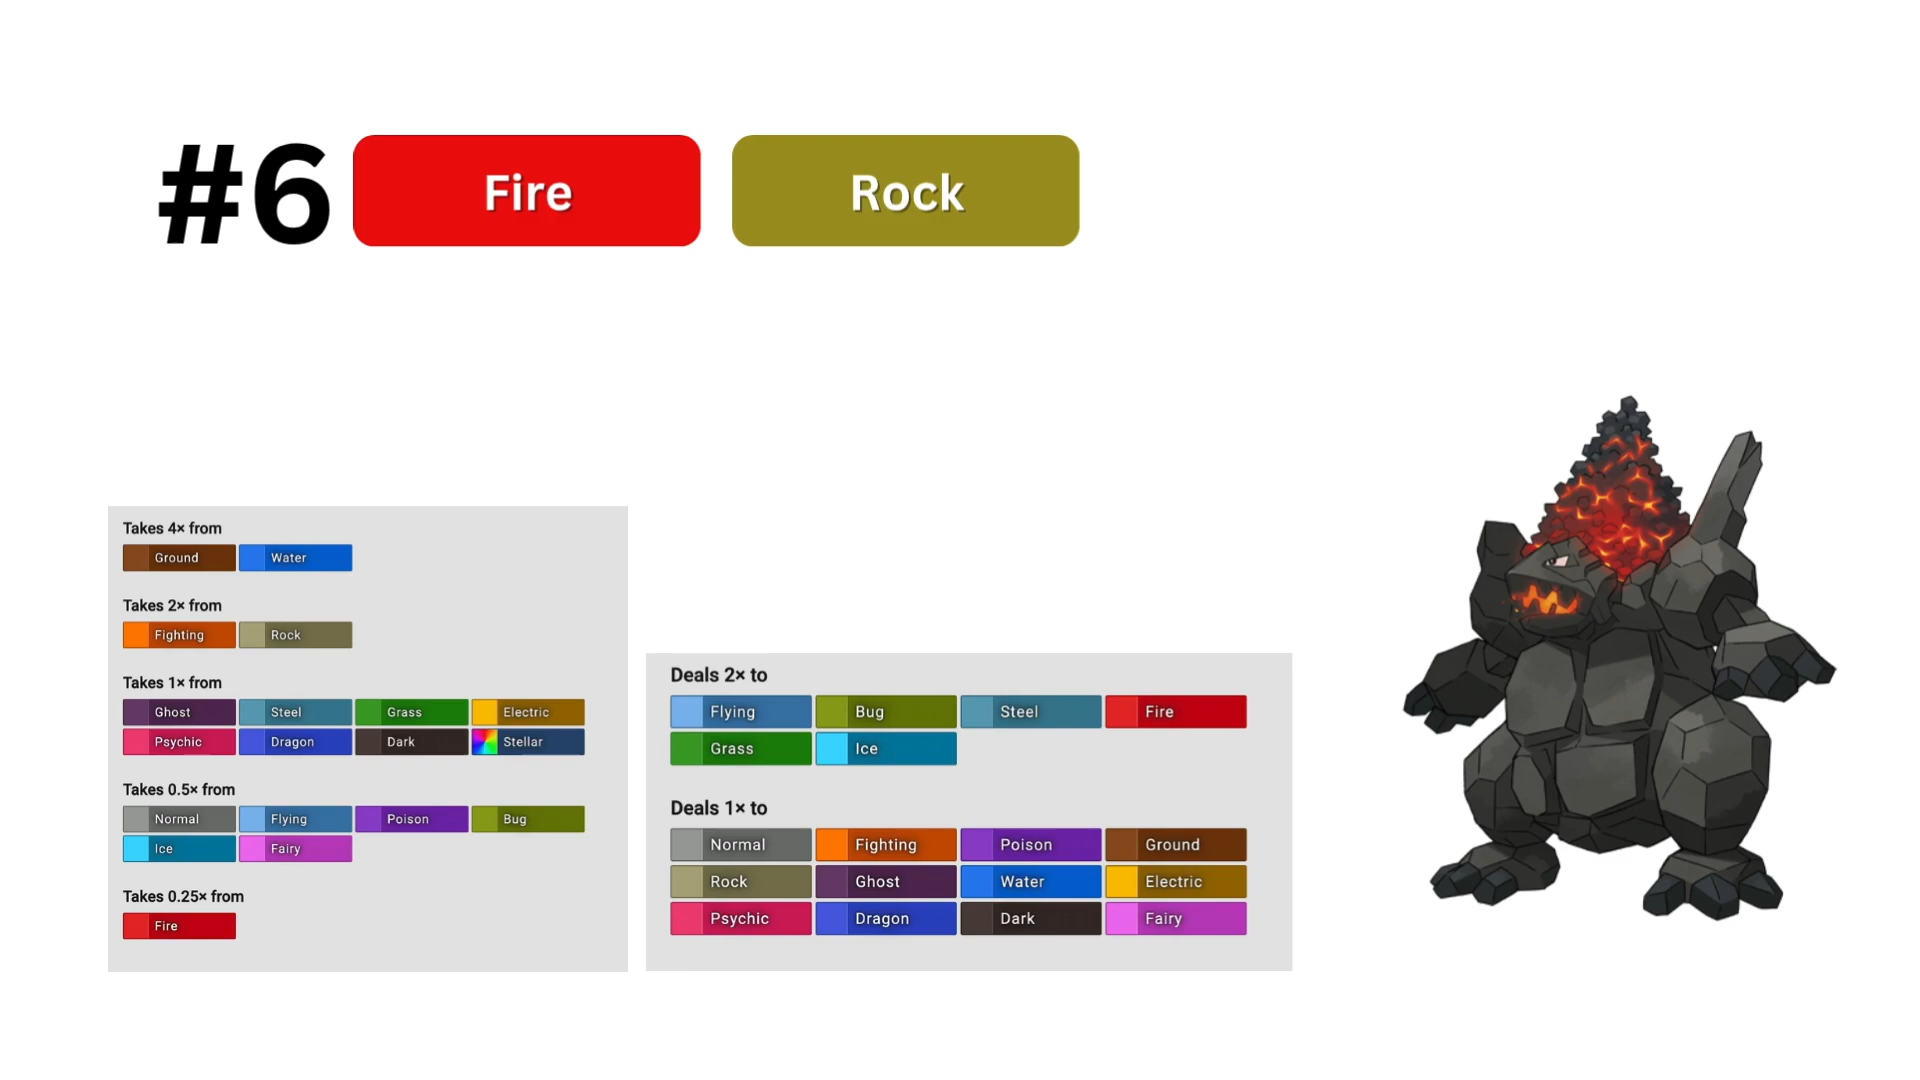 #6 Fire Rock
Takes 4× from
Ground Water
Takes 2× from
Fighting Rock
Takes 1× from
Ghost Steel Grass Electric
Psychic Dragon Dark Stellar
Takes 0.5× from
Normal Flying Poison Bug
Ice Fairy
Takes 0.25× from
Fire
Deals 2× to
Flying Bug Steel Fire
Grass Ice
Deals 1× to
Normal Fighting Poison Ground
Rock Ghost Water Electric
Psychic Dragon Dark Fairy